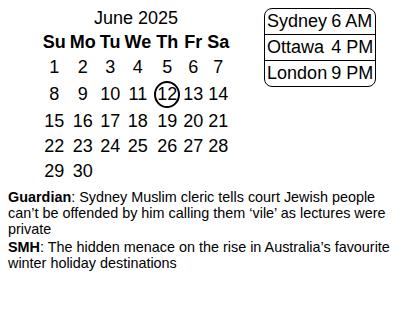 June 2025
Su Mo Tu We Th Fr Sa
1 2 3 4 5 6 7
8 9 10 11 12 13 14
15 16 17 18 19 20 21
22 23 24 25 26 27 28
29 30
Sydney 6 AM
Ottawa 4 PM
London 9 PM
Guardian: Sydney Muslim cleric tells court Jewish people
can’t be offended by him calling them ‘vile’ as lectures were
private
SMH: The hidden menace on the rise in Australia’s favourite
winter holiday destinations